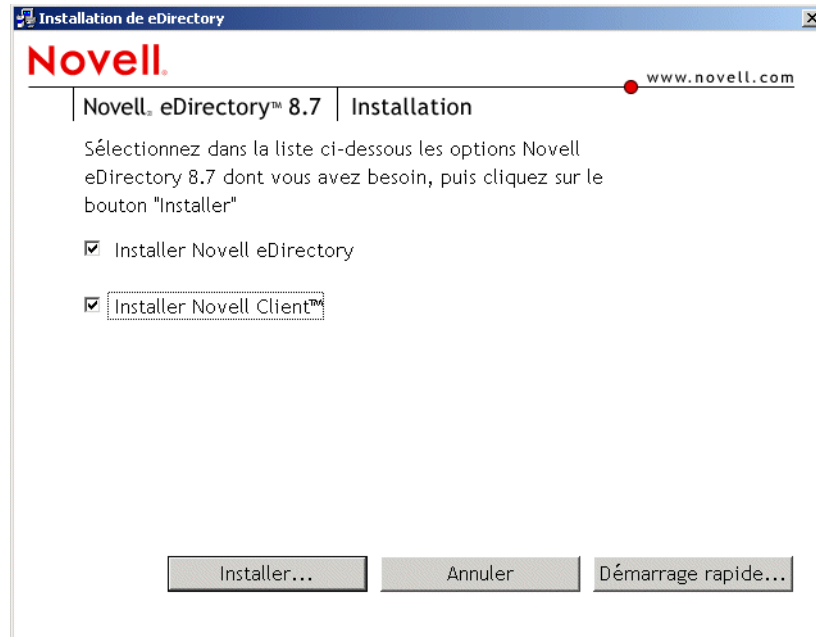 Installation de eDirectory
Novell.
www.novell.com
Novell® eDirectory™ 8.7 Installation
Sélectionnez dans la liste ci-dessous les options Novell
eDirectory 8.7 dont vous avez besoin, puis cliquez sur le
bouton "Installer"
Installer Novell eDirectory
Installer Novell Client™
Installer... Annuler Démarrage rapide...